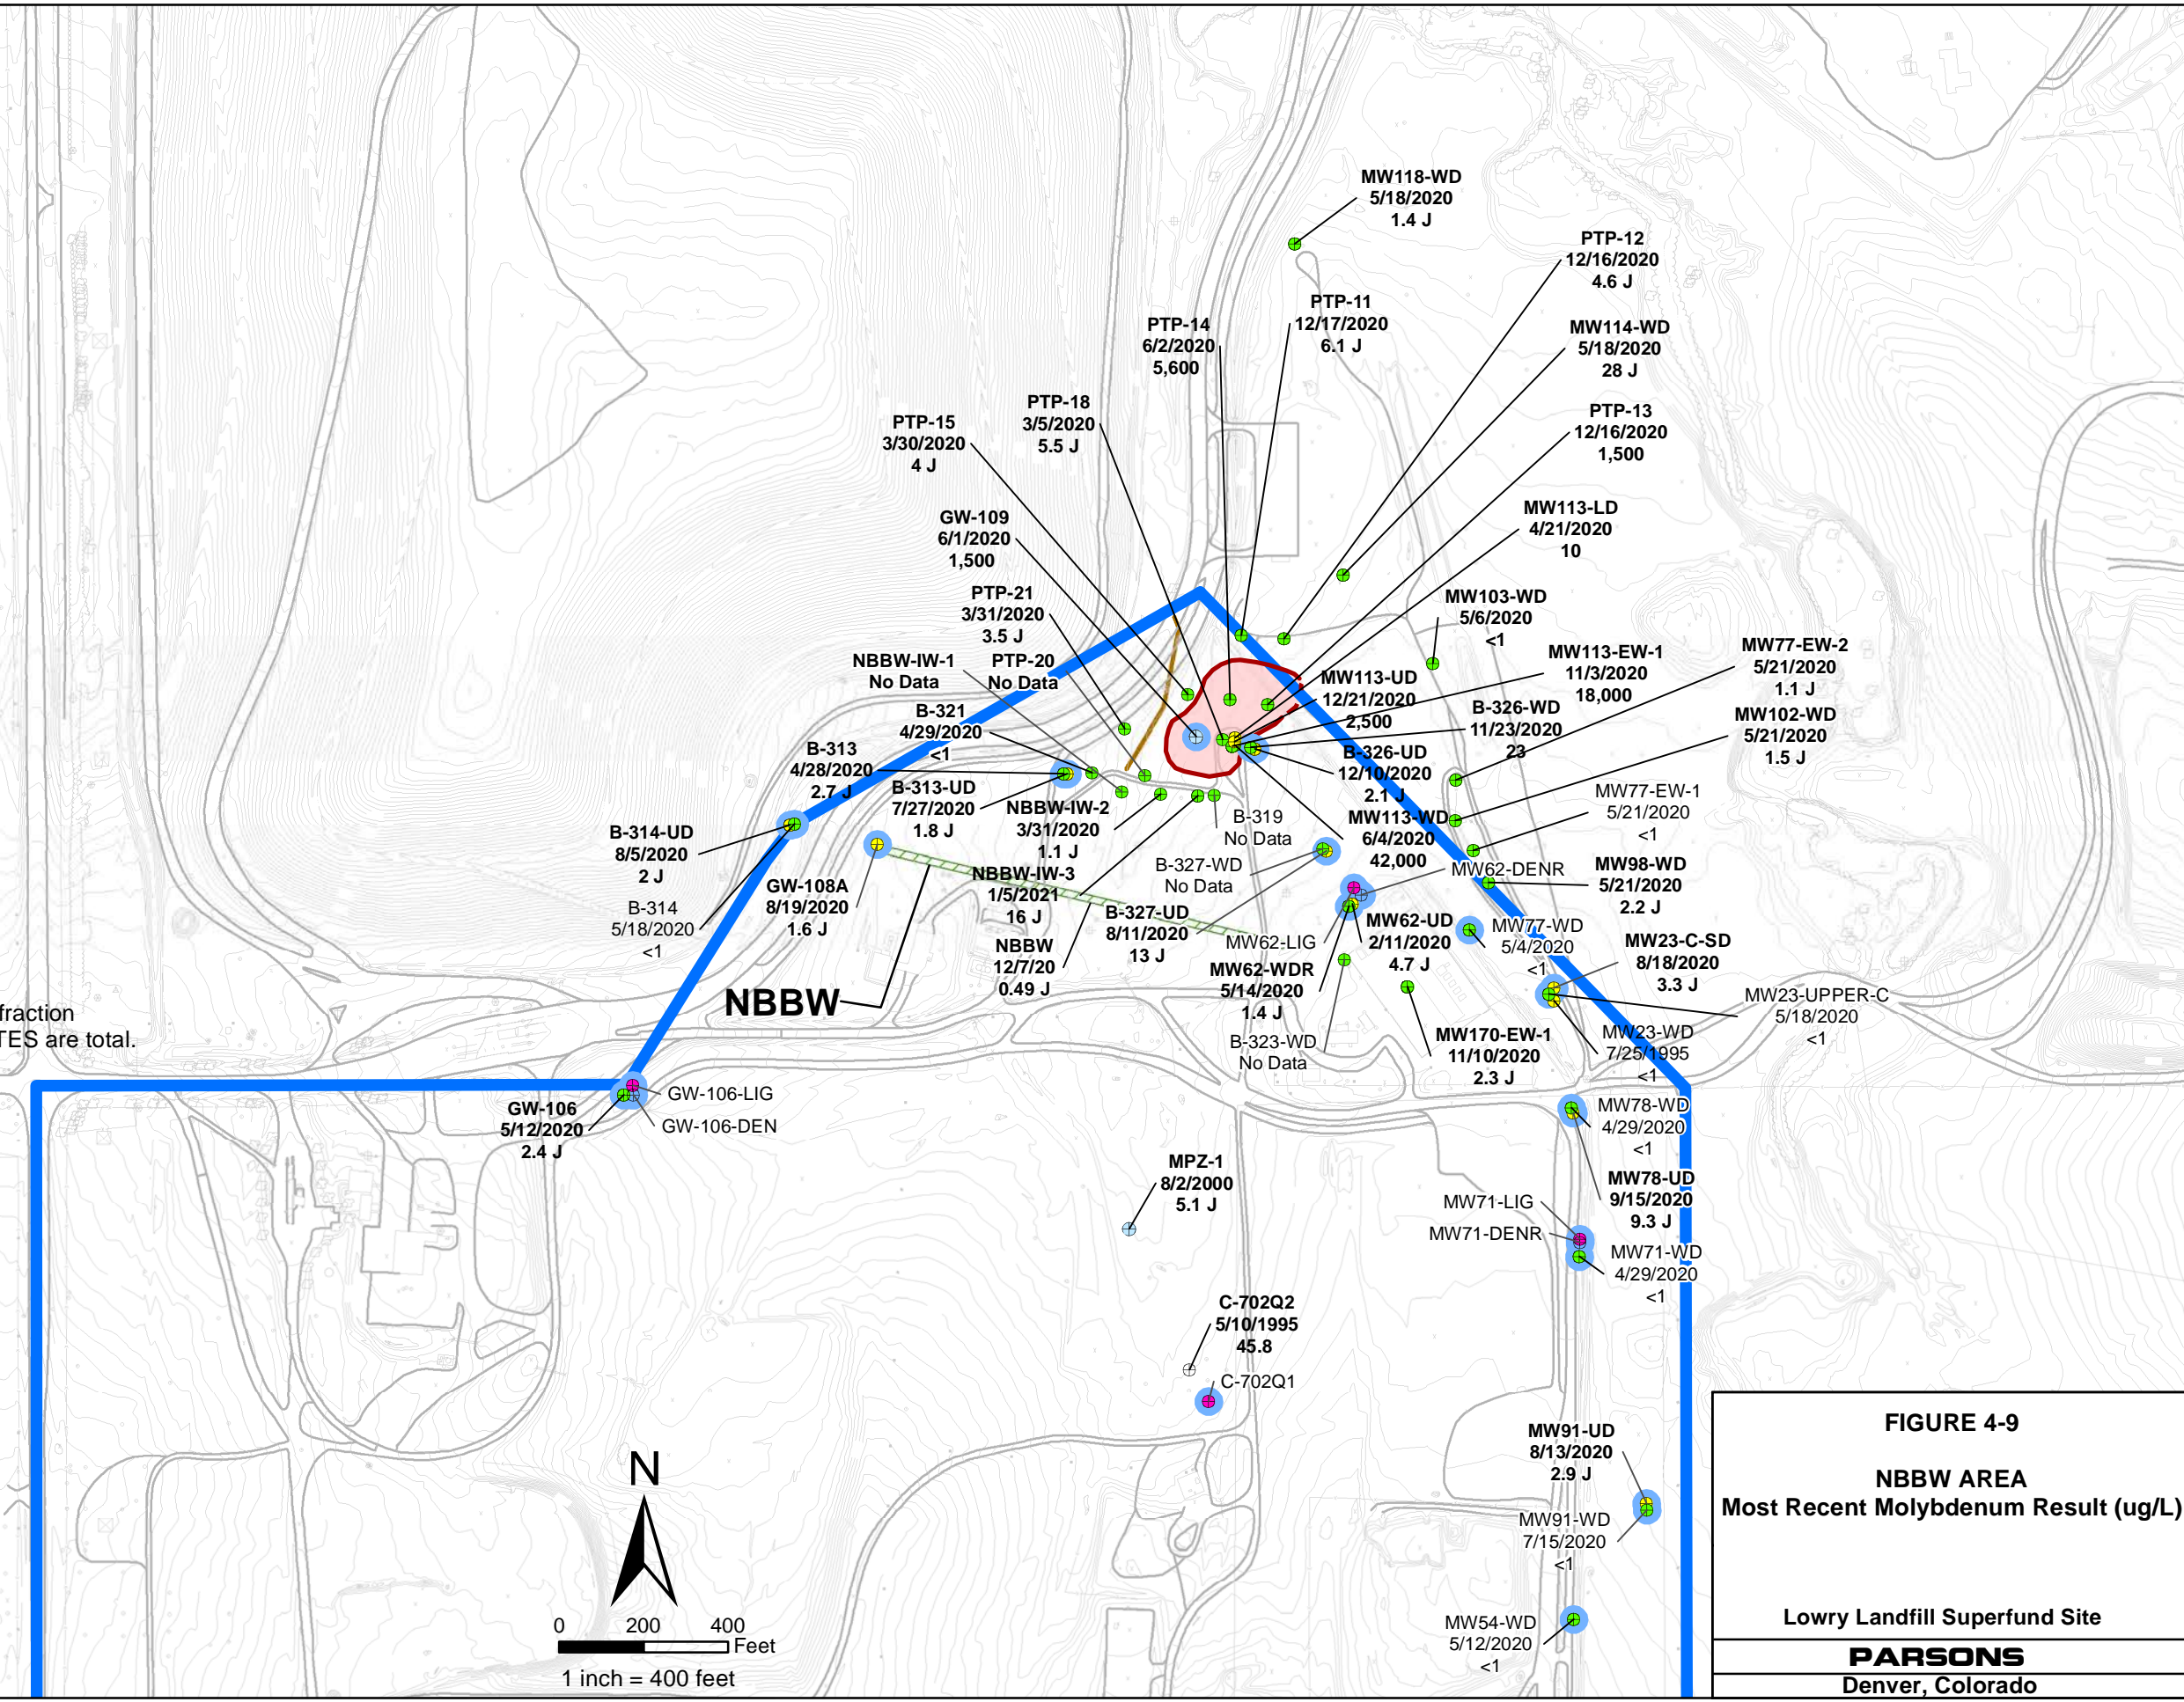 MW118-WD
5/18/2020
1.4 J
PTP-12
12/16/2020
4.6 J
PTP-11
12/17/2020
6.1 J
PTP-14
6/2/2020
5,600
MW114-WD
5/18/2020
28 J
PTP-18
3/5/2020
5.5 J
PTP-15
3/30/2020
4 J
PTP-13
12/16/2020
1,500
GW-109
6/1/2020
1,500
MW113-LD
4/21/2020
10
PTP-21
3/31/2020
3.5 J
MW103-WD
5/6/2020
<1
NBBW-IW-1
No Data
PTP-20
No Data
MW113-EW-1
11/3/2020
18,000
MW77-EW-2
5/21/2020
1.1 J
MW113-UD
12/21/2020
2,500
B-326-WD
11/23/2020
23
B-321
4/29/2020
<1
MW102-WD
5/21/2020
1.5 J
B-313
4/28/2020
2.7 J
B-313-UD
7/27/2020
1.8 J
B-326-UD
12/10/2020
2.1 J
MW77-EW-1
5/21/2020
<1
NBBW-IW-2
3/31/2020
1.1 J
B-319
No Data
MW113-WD
6/4/2020
42,000
B-314-UD
8/5/2020
2 J
B-327-WD
No Data
MW62-DENR
MW98-WD
5/21/2020
2.2 J
GW-108A
8/19/2020
1.6 J
NBBW-IW-3
1/5/2021
16 J
B-314
5/18/2020
<1
B-327-UD
8/11/2020
13 J
MW62-LIG
MW62-UD
2/11/2020
4.7 J
MW77-WD
5/4/2020
<1
MW23-C-SD
8/18/2020
3.3 J
NBBW
12/7/20
0.49 J
MW62-WDR
5/14/2020
1.4 J
NBBW
MW23-UPPER-C
5/18/2020
<1
fraction
TES are total.
B-323-WD
No Data
MW170-EW-1
11/10/2020
2.3 J
MW23-WD
7/25/1995
<1
GW-106-LIG
GW-106-DEN
GW-106
5/12/2020
2.4 J
MW78-WD
4/29/2020
<1
MPZ-1
8/2/2000
5.1 J
MW78-UD
9/15/2020
9.3 J
MW71-LIG
MW71-DENR
MW71-WD
4/29/2020
<1
C-702Q2
5/10/1995
45.8
C-702Q1
MW91-UD
8/13/2020
2.9 J
MW91-WD
7/15/2020
<1
MW54-WD
5/12/2020
<1
N
0 200 400
Feet
1 inch = 400 feet
FIGURE 4-9
NBBW AREA
Most Recent Molybdenum Result (ug/L)
Lowry Landfill Superfund Site
PARSONS
Denver, Colorado